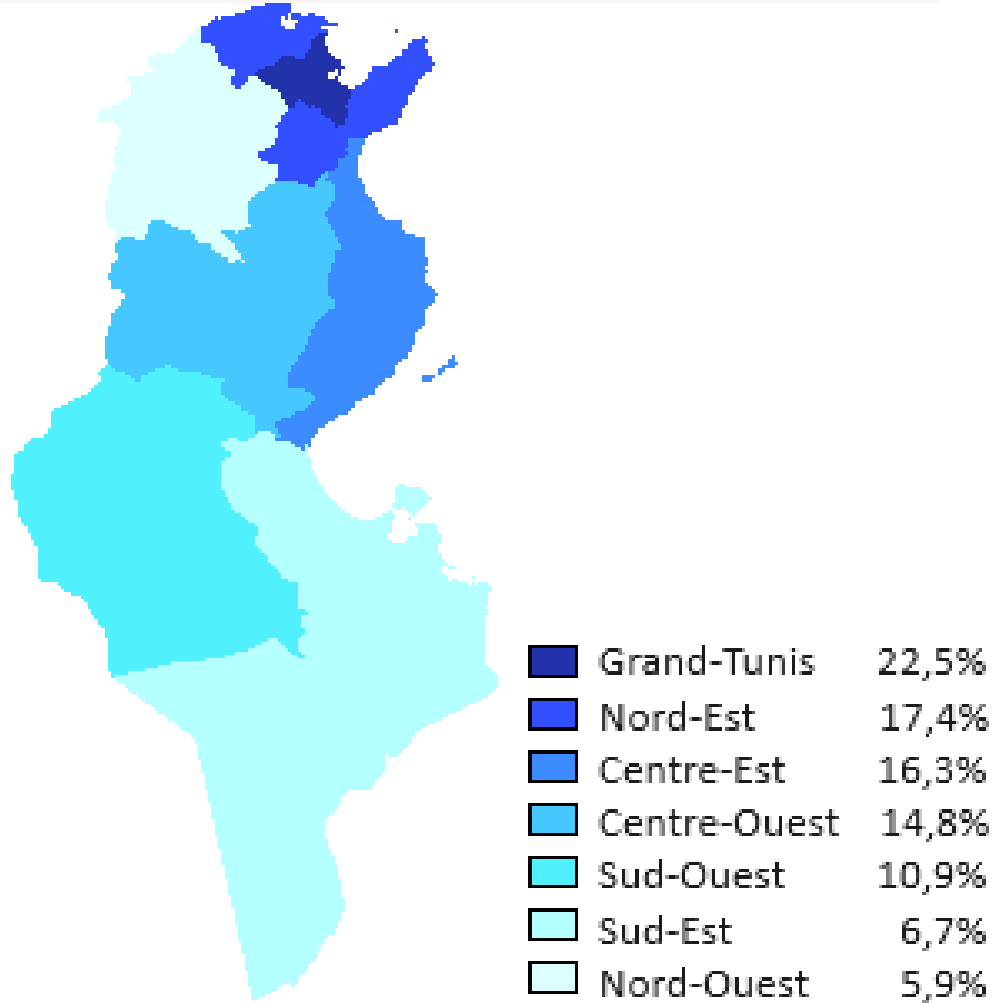 Grand-Tunis 22,5%
Nord-Est 17,4%
Centre-Est 16,3%
Centre-Ouest 14,8%
Sud-Ouest 10,9%
Sud-Est 6,7%
Nord-Ouest 5,9%